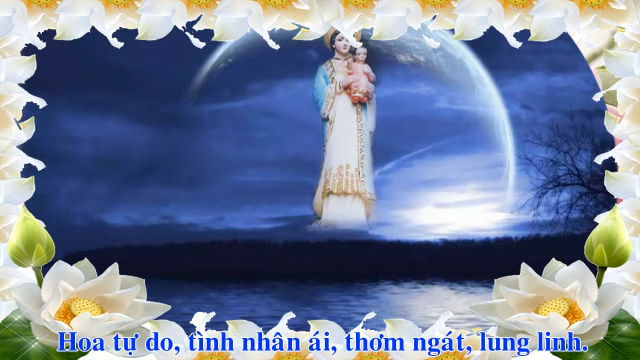 Hoa tự do, tình nhân ái, thơm ngát, lung linh.